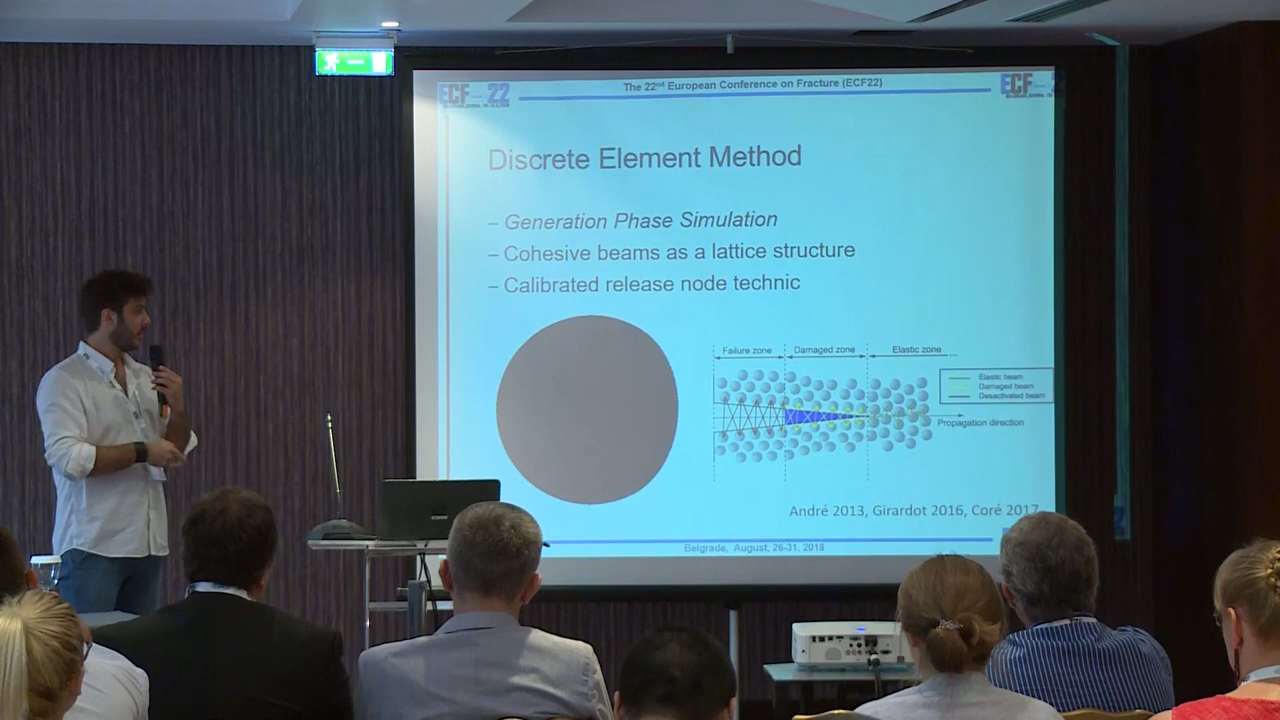 The 22nd European Conference on Fracture (ECF22)
ECF 22
ECF
Discrete Element Method
– Generation Phase Simulation
– Cohesive beams as a lattice structure
– Calibrated release node technic
Failure zone
Damaged zone
Elastic zone
Elastic beam
Damaged beam
Desactivated beam
Propagation direction
André 2013, Girardot 2016, Coré 2017
Belgrade, August, 26-31, 2018